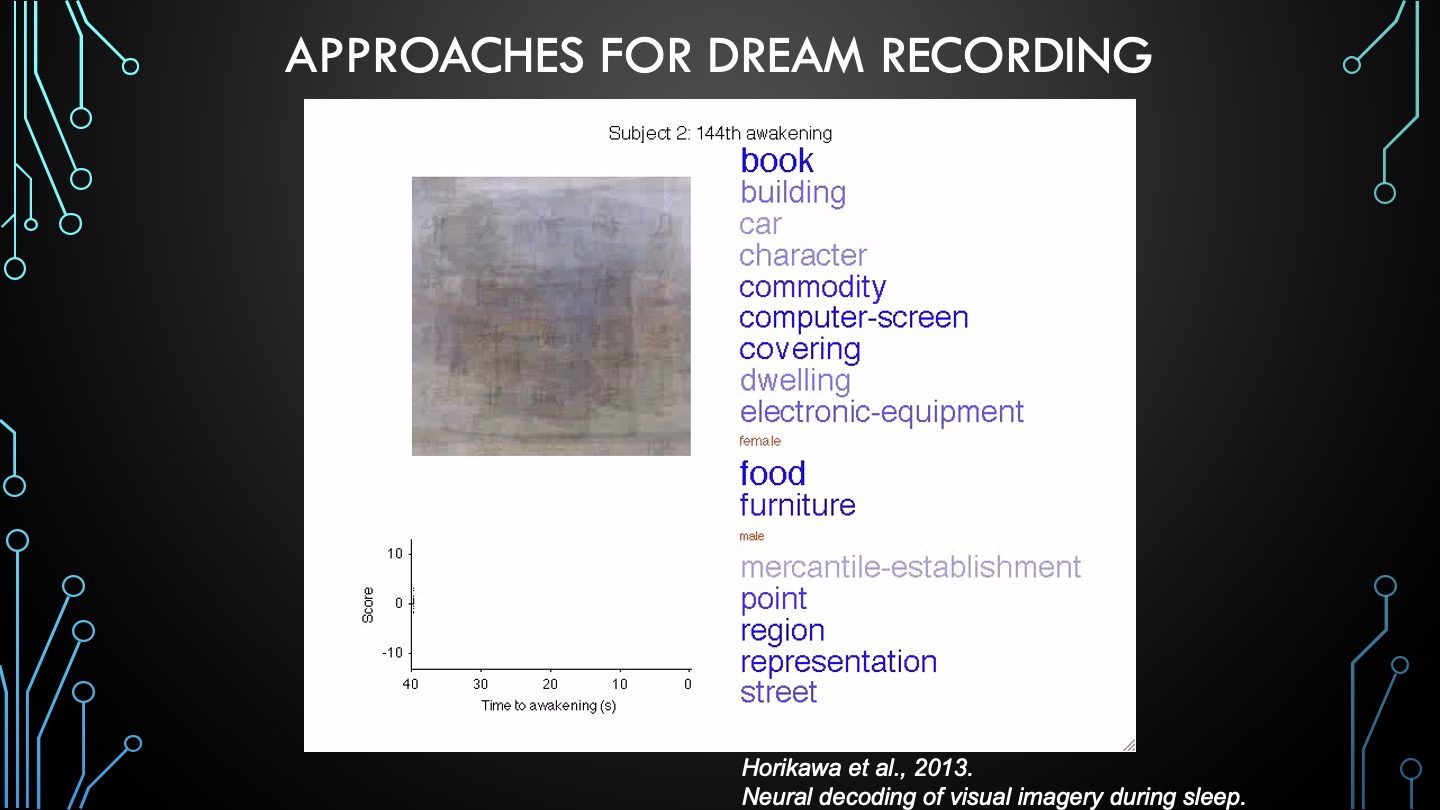 APPROACHES FOR DREAM RECORDING
Subject 2: 144th awakening
book
building
car
character
commodity
computer-screen
covering
dwelling
electronic-equipment
female
food
furniture
male
mercantile-establishment
point
region
representation
street
10
0
-10
Score
40 30 20 10 0
Time to awakening (s)
Horikawa et al., 2013.
Neural decoding of visual imagery during sleep.